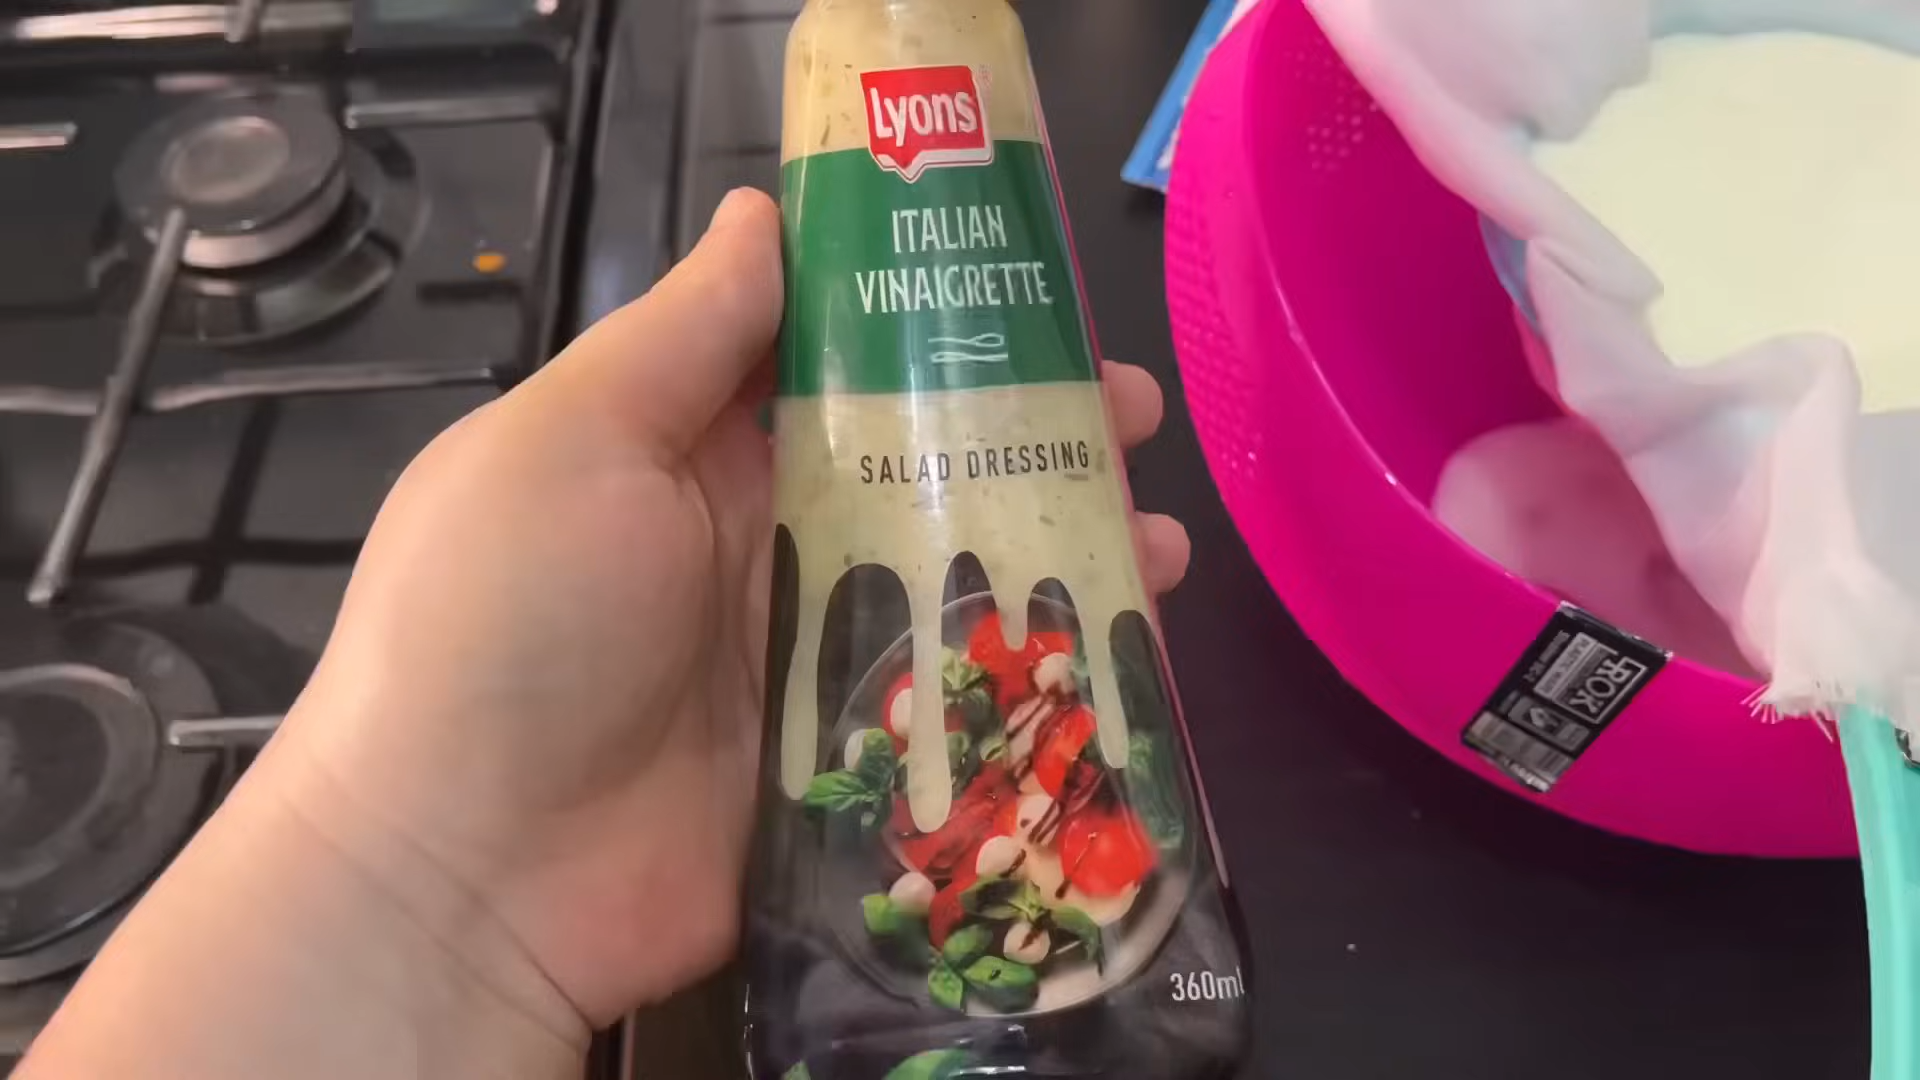 Lyons
ITALIAN
VINAIGRETTE
SALAD DRESSING
360ml
ROK